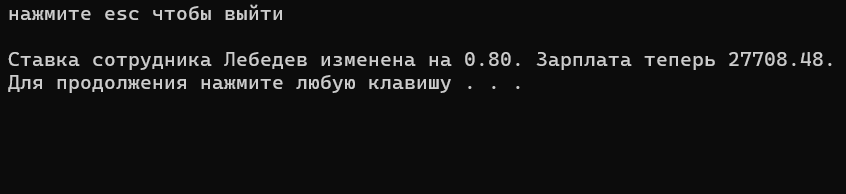 нажмите esc чтобы выйти
Ставка сотрудника Лебедев изменена на 0.80. Зарплата теперь 27708.48.
Для продолжения нажмите любую клавишу . . .